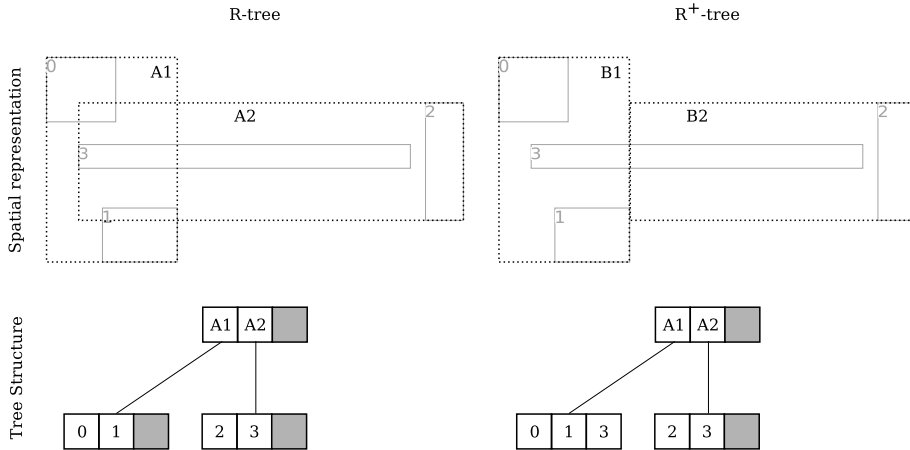 R-tree
R+-tree
Spatial representation
0
A1
A2
2
3
1
0
B1
B2
2
3
1
Tree Structure
A1 A2
0 1
2 3
A1 A2
0 1 3
2 3